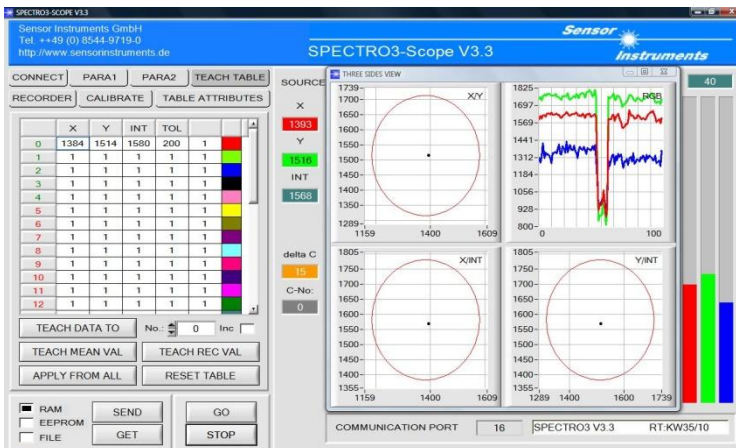 SPECTRO3-SCOPE V3.3
Sensor Instruments GmbH
Tel. ++49 (0) 8544-9719-0
http://www.sensorinstruments.de
SPECTRO3-Scope V3.3
Sensor
Instruments
CONNECT PARA1 PARA2 TEACH TABLE
RECORDER CALIBRATE TABLE ATTRIBUTES
X Y INT TOL
0 1384 1514 1580 200 1
1 1 1 1 1 1
2 1 1 1 1 1
3 1 1 1 1 1
4 1 1 1 1 1
5 1 1 1 1 1
6 1 1 1 1 1
7 1 1 1 1 1
8 1 1 1 1 1
9 1 1 1 1 1
10 1 1 1 1 1
11 1 1 1 1 1
12 1 1 1 1 1
TEACH DATA TO No.: 0 Inc
TEACH MEAN VAL TEACH REC VAL
APPLY FROM ALL RESET TABLE
RAM
EEPROM
FILE
SEND GO
GET STOP
SOURCE
X
1393
Y
1516
INT
1568
delta C
15
C-No:
0
THREE SIDES VIEW
X/Y
1739
1700
1650
1600
1550
1500
1450
1400
1350
1289
1159 1400 1609
RGB
1825
1697
1569
1441
1312
1184
1056
928
800
0 100
X/INT
1805
1750
1700
1650
1600
1550
1500
1450
1400
1355
1159 1400 1609
Y/INT
1805
1750
1700
1650
1600
1550
1500
1450
1400
1355
1289 1400 1600 1739
40
COMMUNICATION PORT 16 SPECTRO3 V3.3 RT:KW35/10